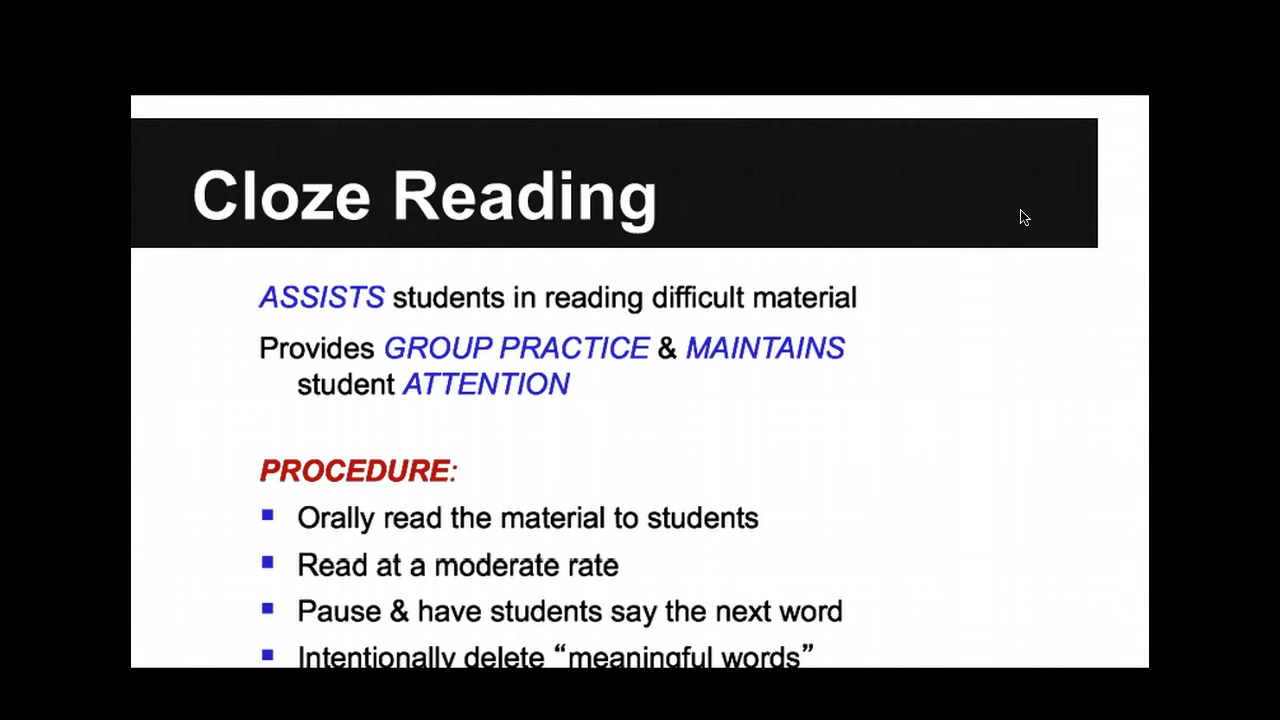 Cloze Reading
ASSISTS students in reading difficult material
Provides GROUP PRACTICE & MAINTAINS
student ATTENTION
PROCEDURE:
▪ Orally read the material to students
▪ Read at a moderate rate
▪ Pause & have students say the next word
▪ Intentionally delete “meaningful words”